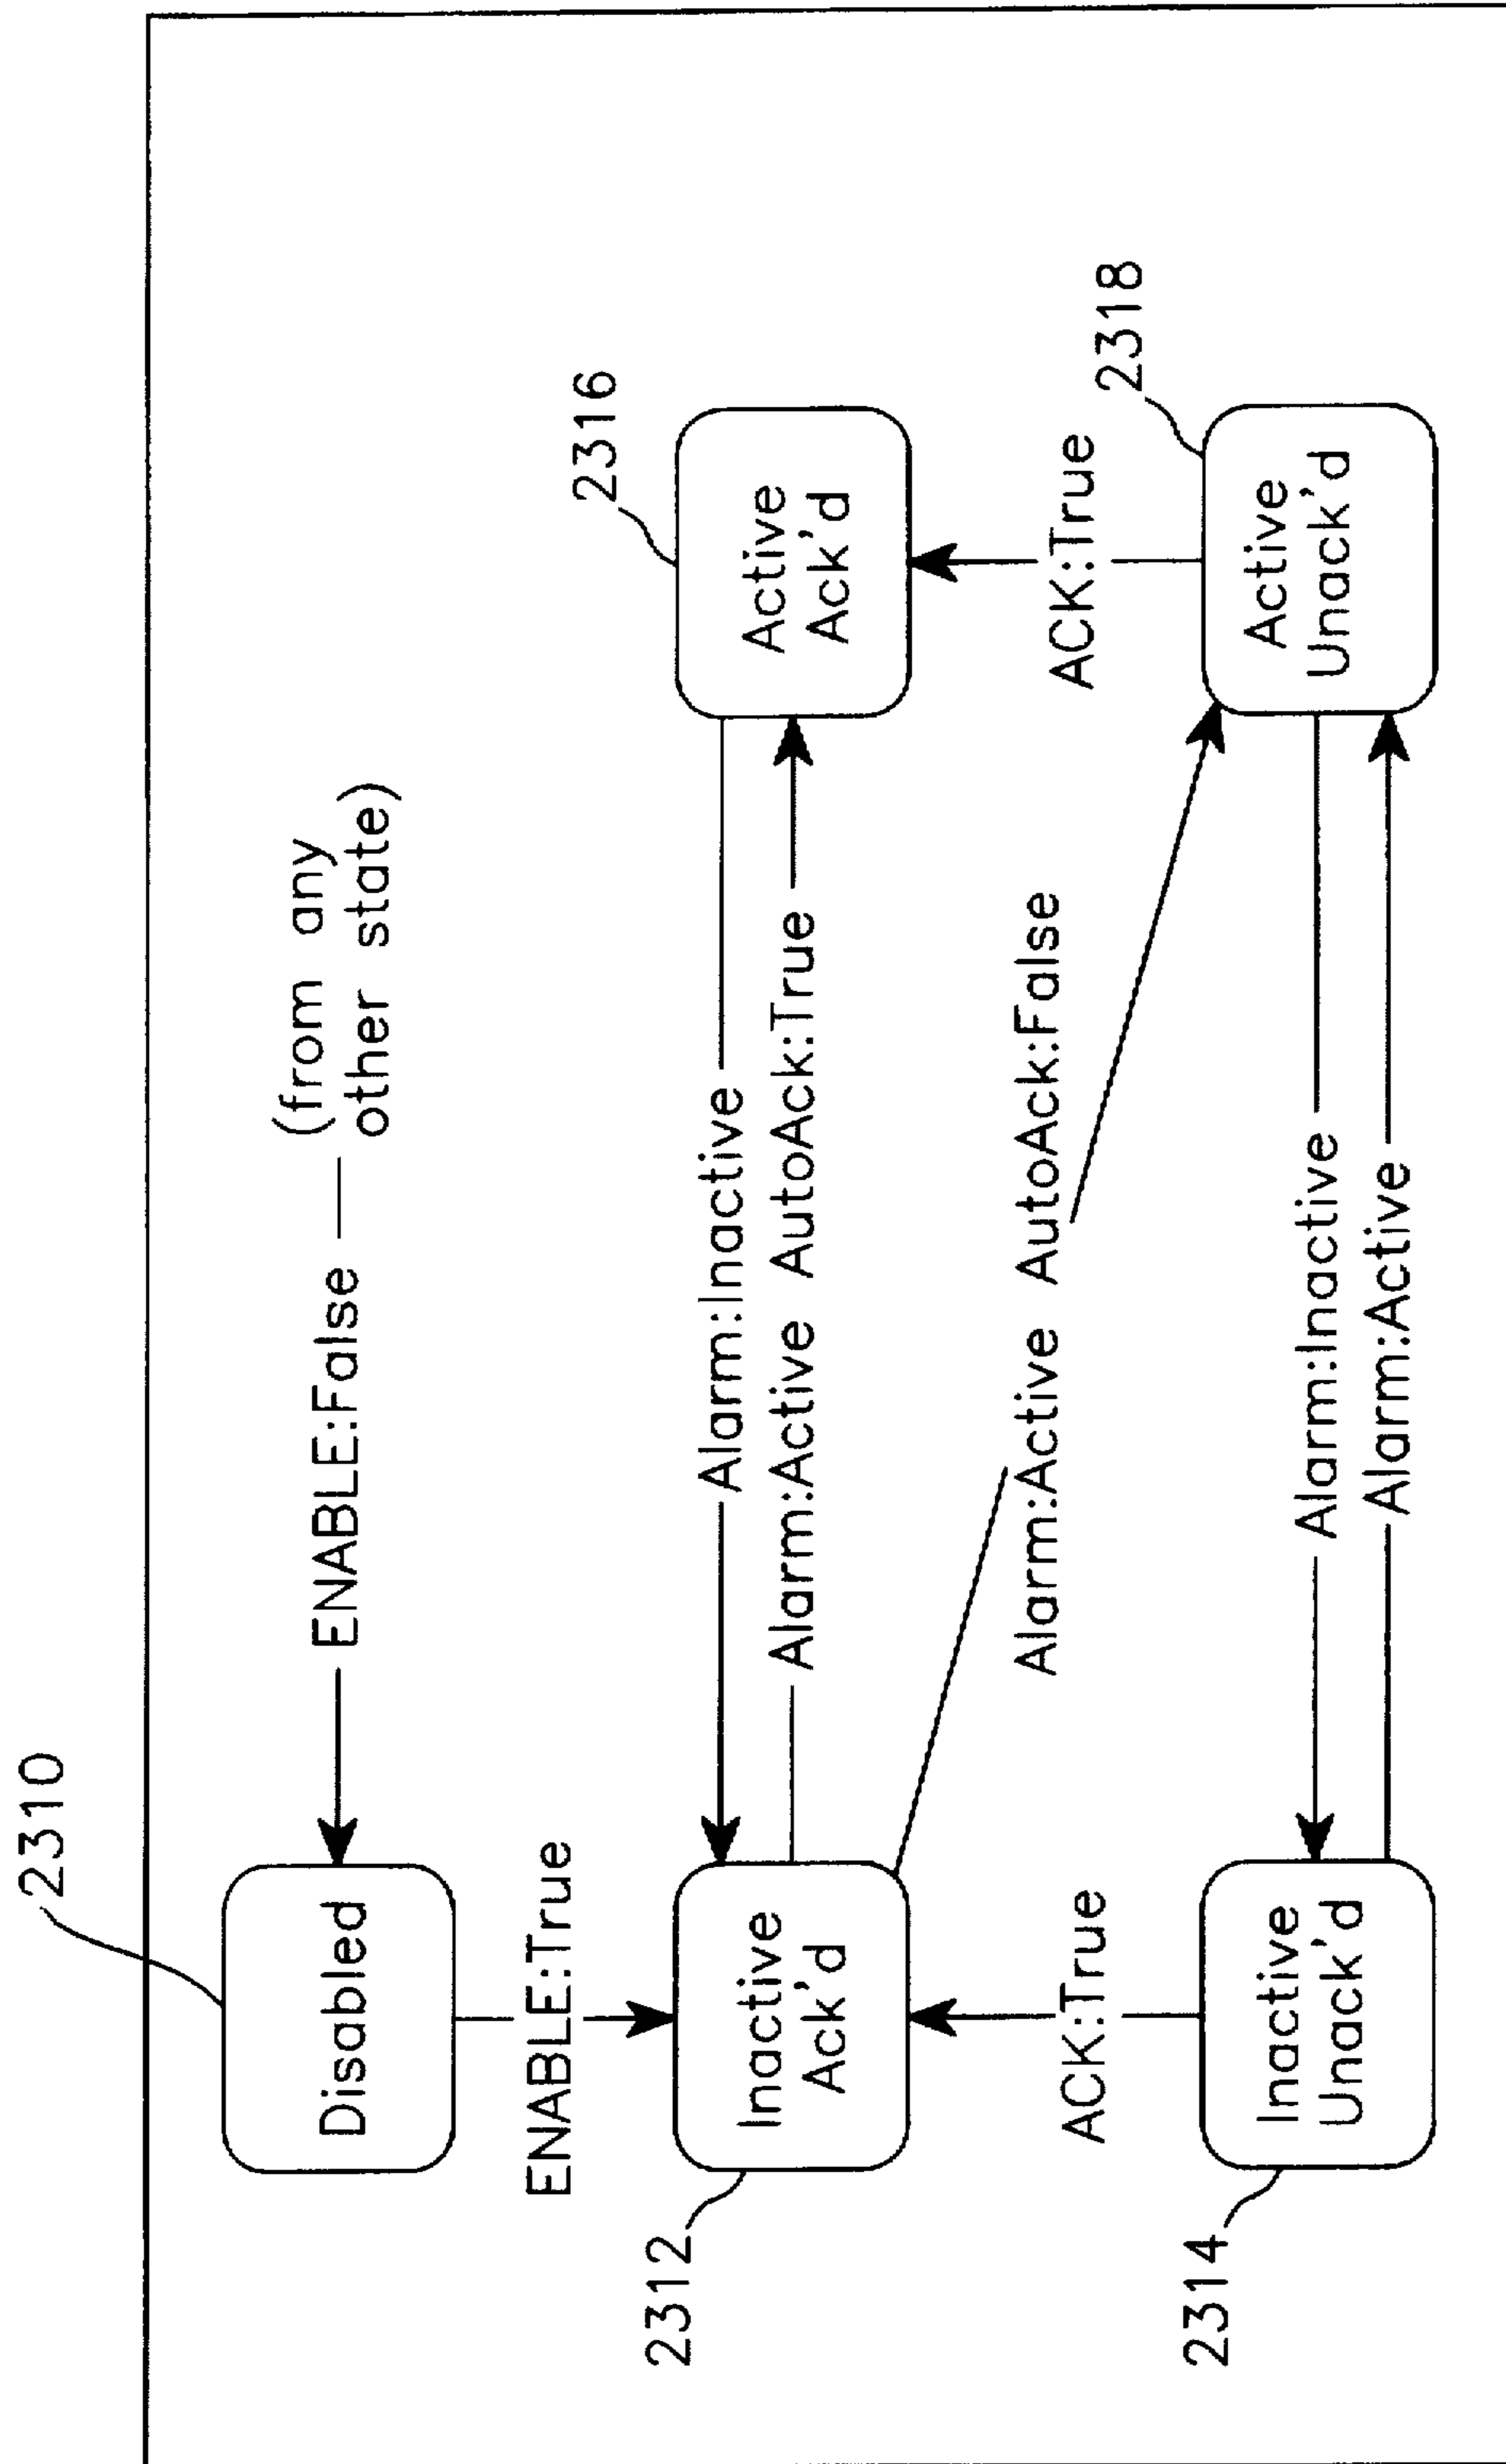 2310
Disabled
ENABLE:False
(from any
other state)
ENABLE:True
2312
Inactive
Ack'd
Alarm:Inactive
Alarm:Active AutoAck:True
2316
Active
Ack'd
Alarm:Active AutoAck:False
ACK:True
ACK:True
2314
Inactive
Unack'd
Alarm:Inactive
Alarm:Active
2318
Active
Unack'd